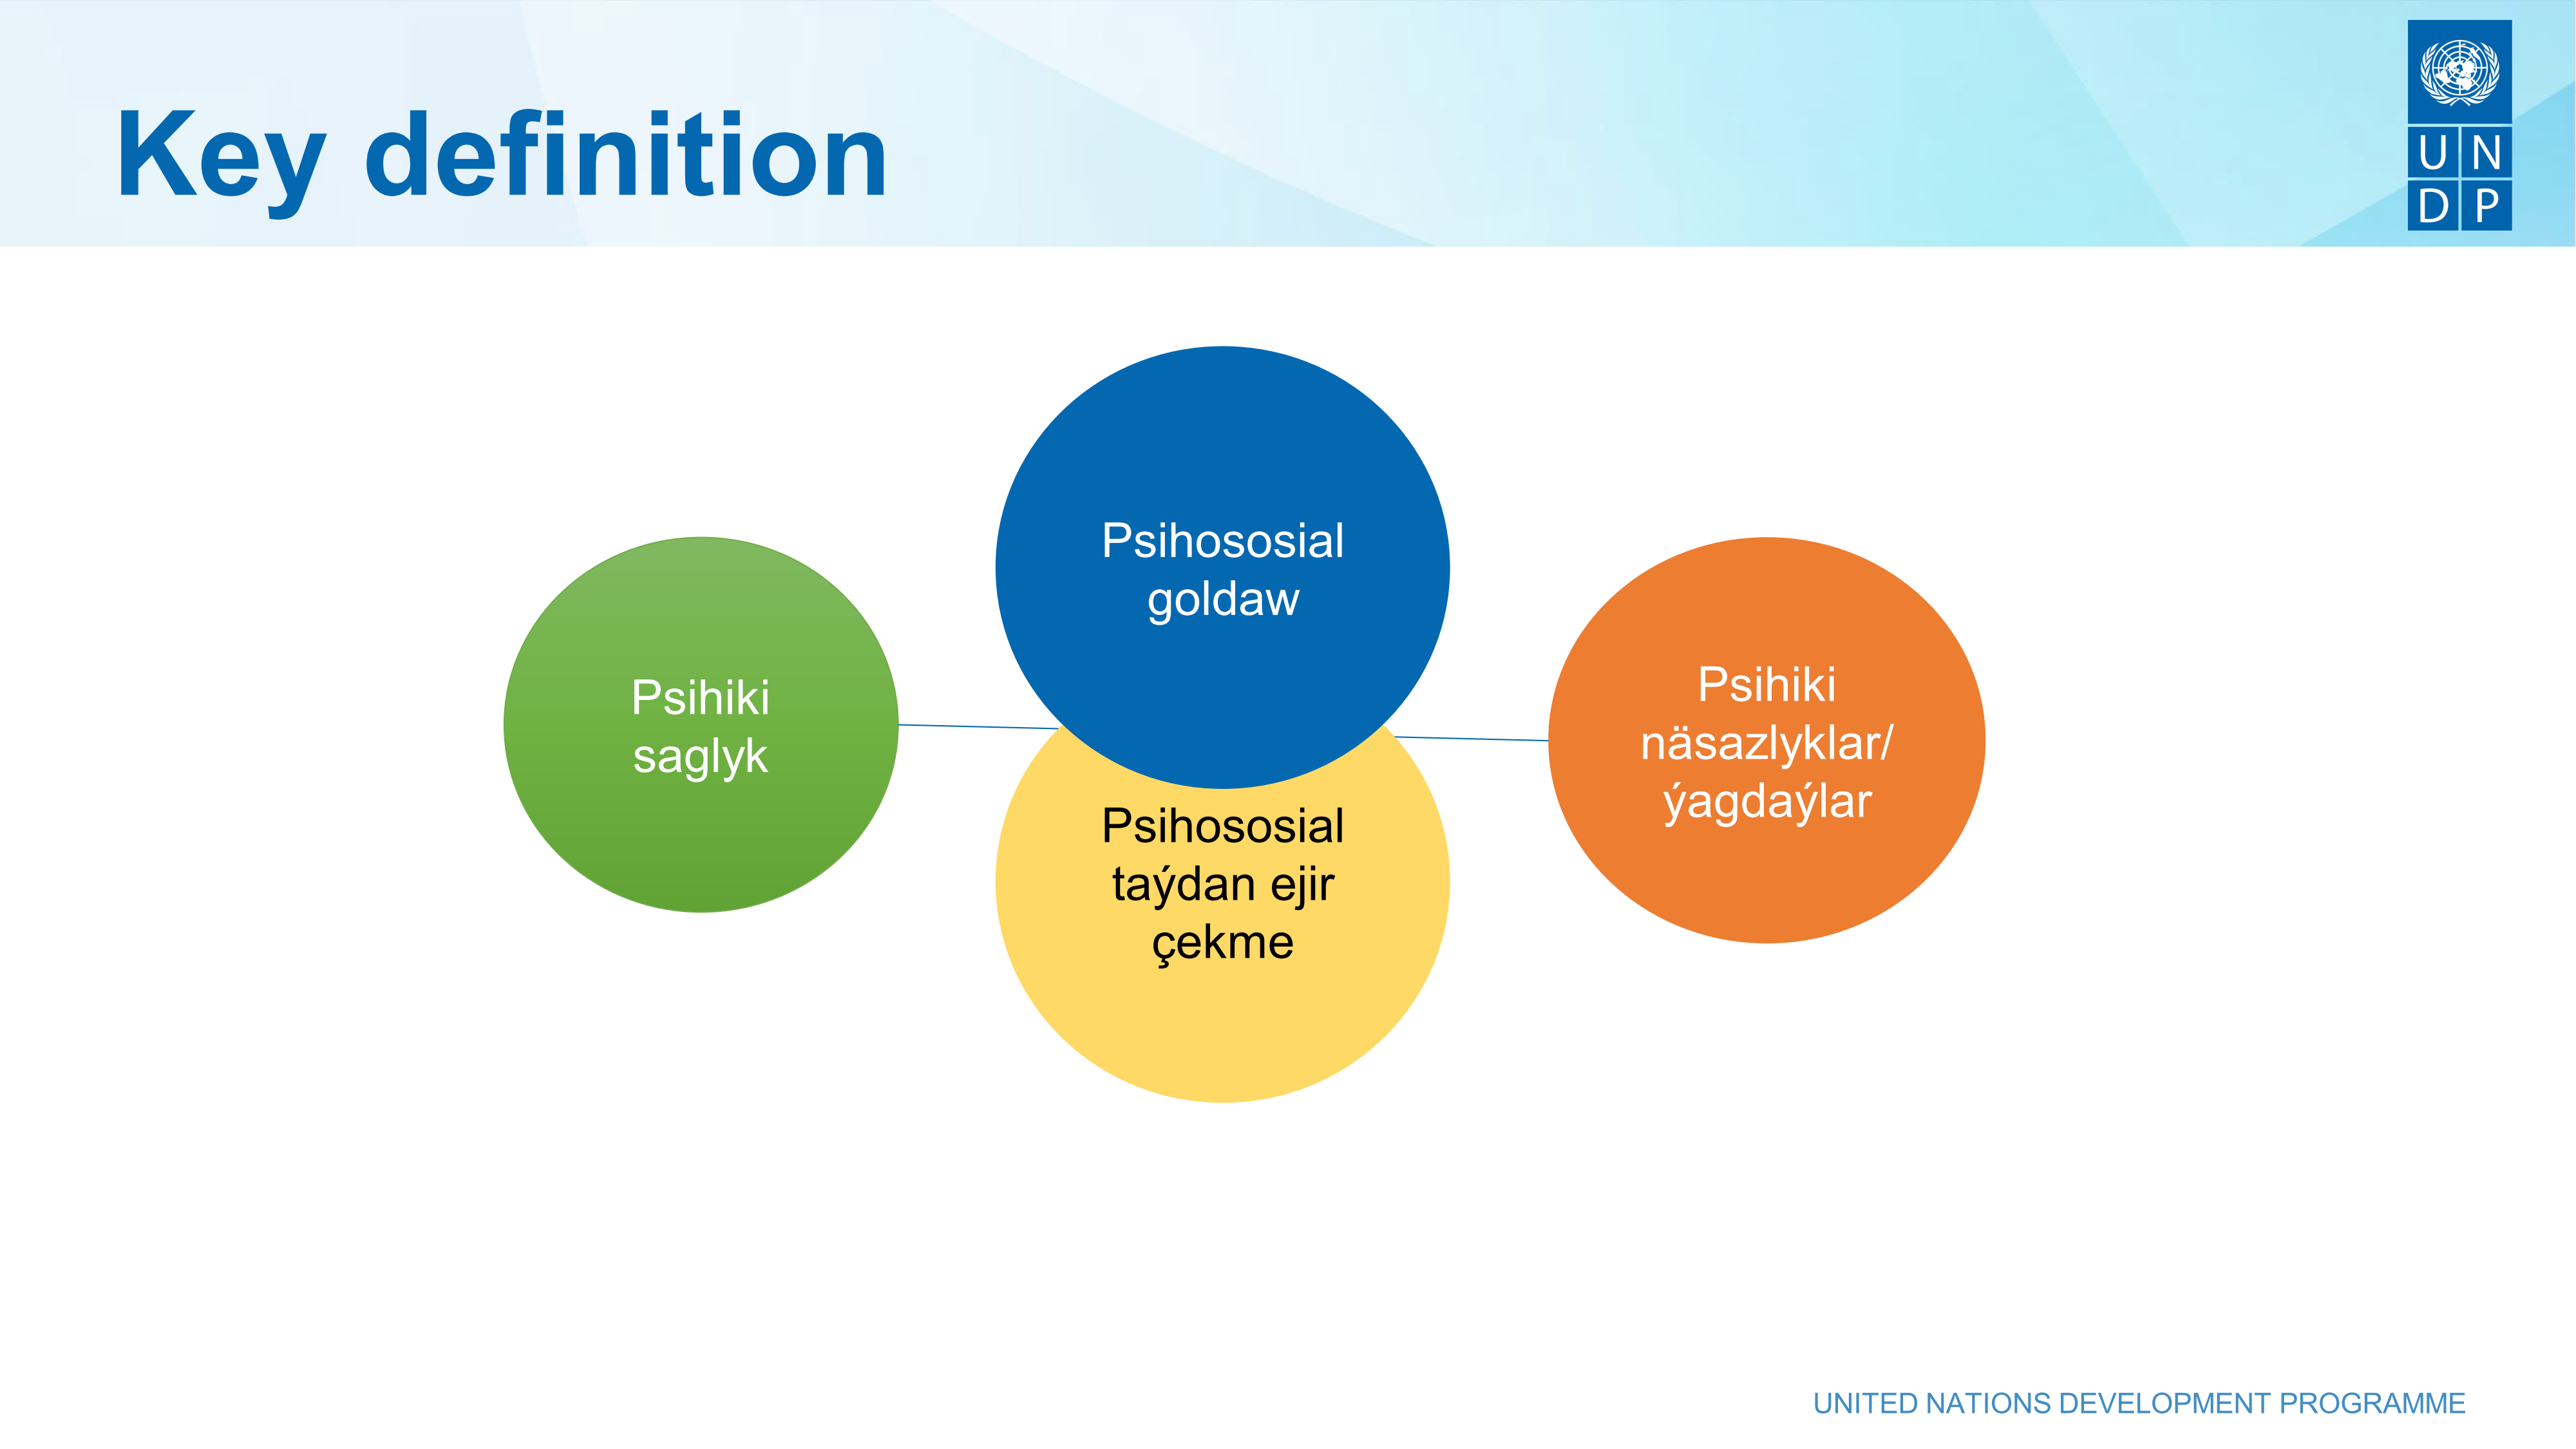 Key definition
U N
D P
Psihososial
goldaw
Psihiki
saglyk
Psihiki
näsazlyklar/
ýagdaýlar
Psihososial
taýdan ejir
çekme
UNITED NATIONS DEVELOPMENT PROGRAMME